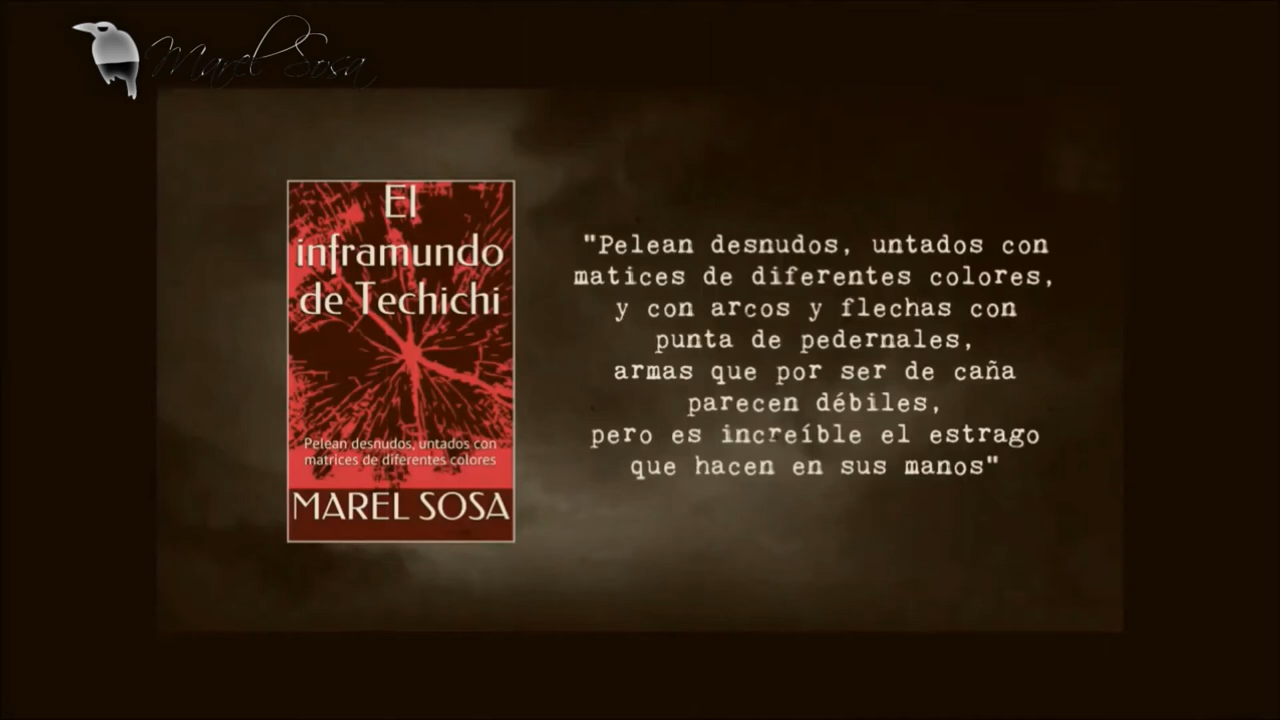 Marel Sosa
El
inframundo
de Techichi
Pelean desnudos, untados con
matrices de diferentes colores
MAREL SOSA
"Pelean desnudos, untados con
matices de diferentes colores,
y con arcos y flechas con
punta de pedernales,
armas que por ser de caña
parecen débiles,
pero es increíble el estrago
que hacen en sus manos"